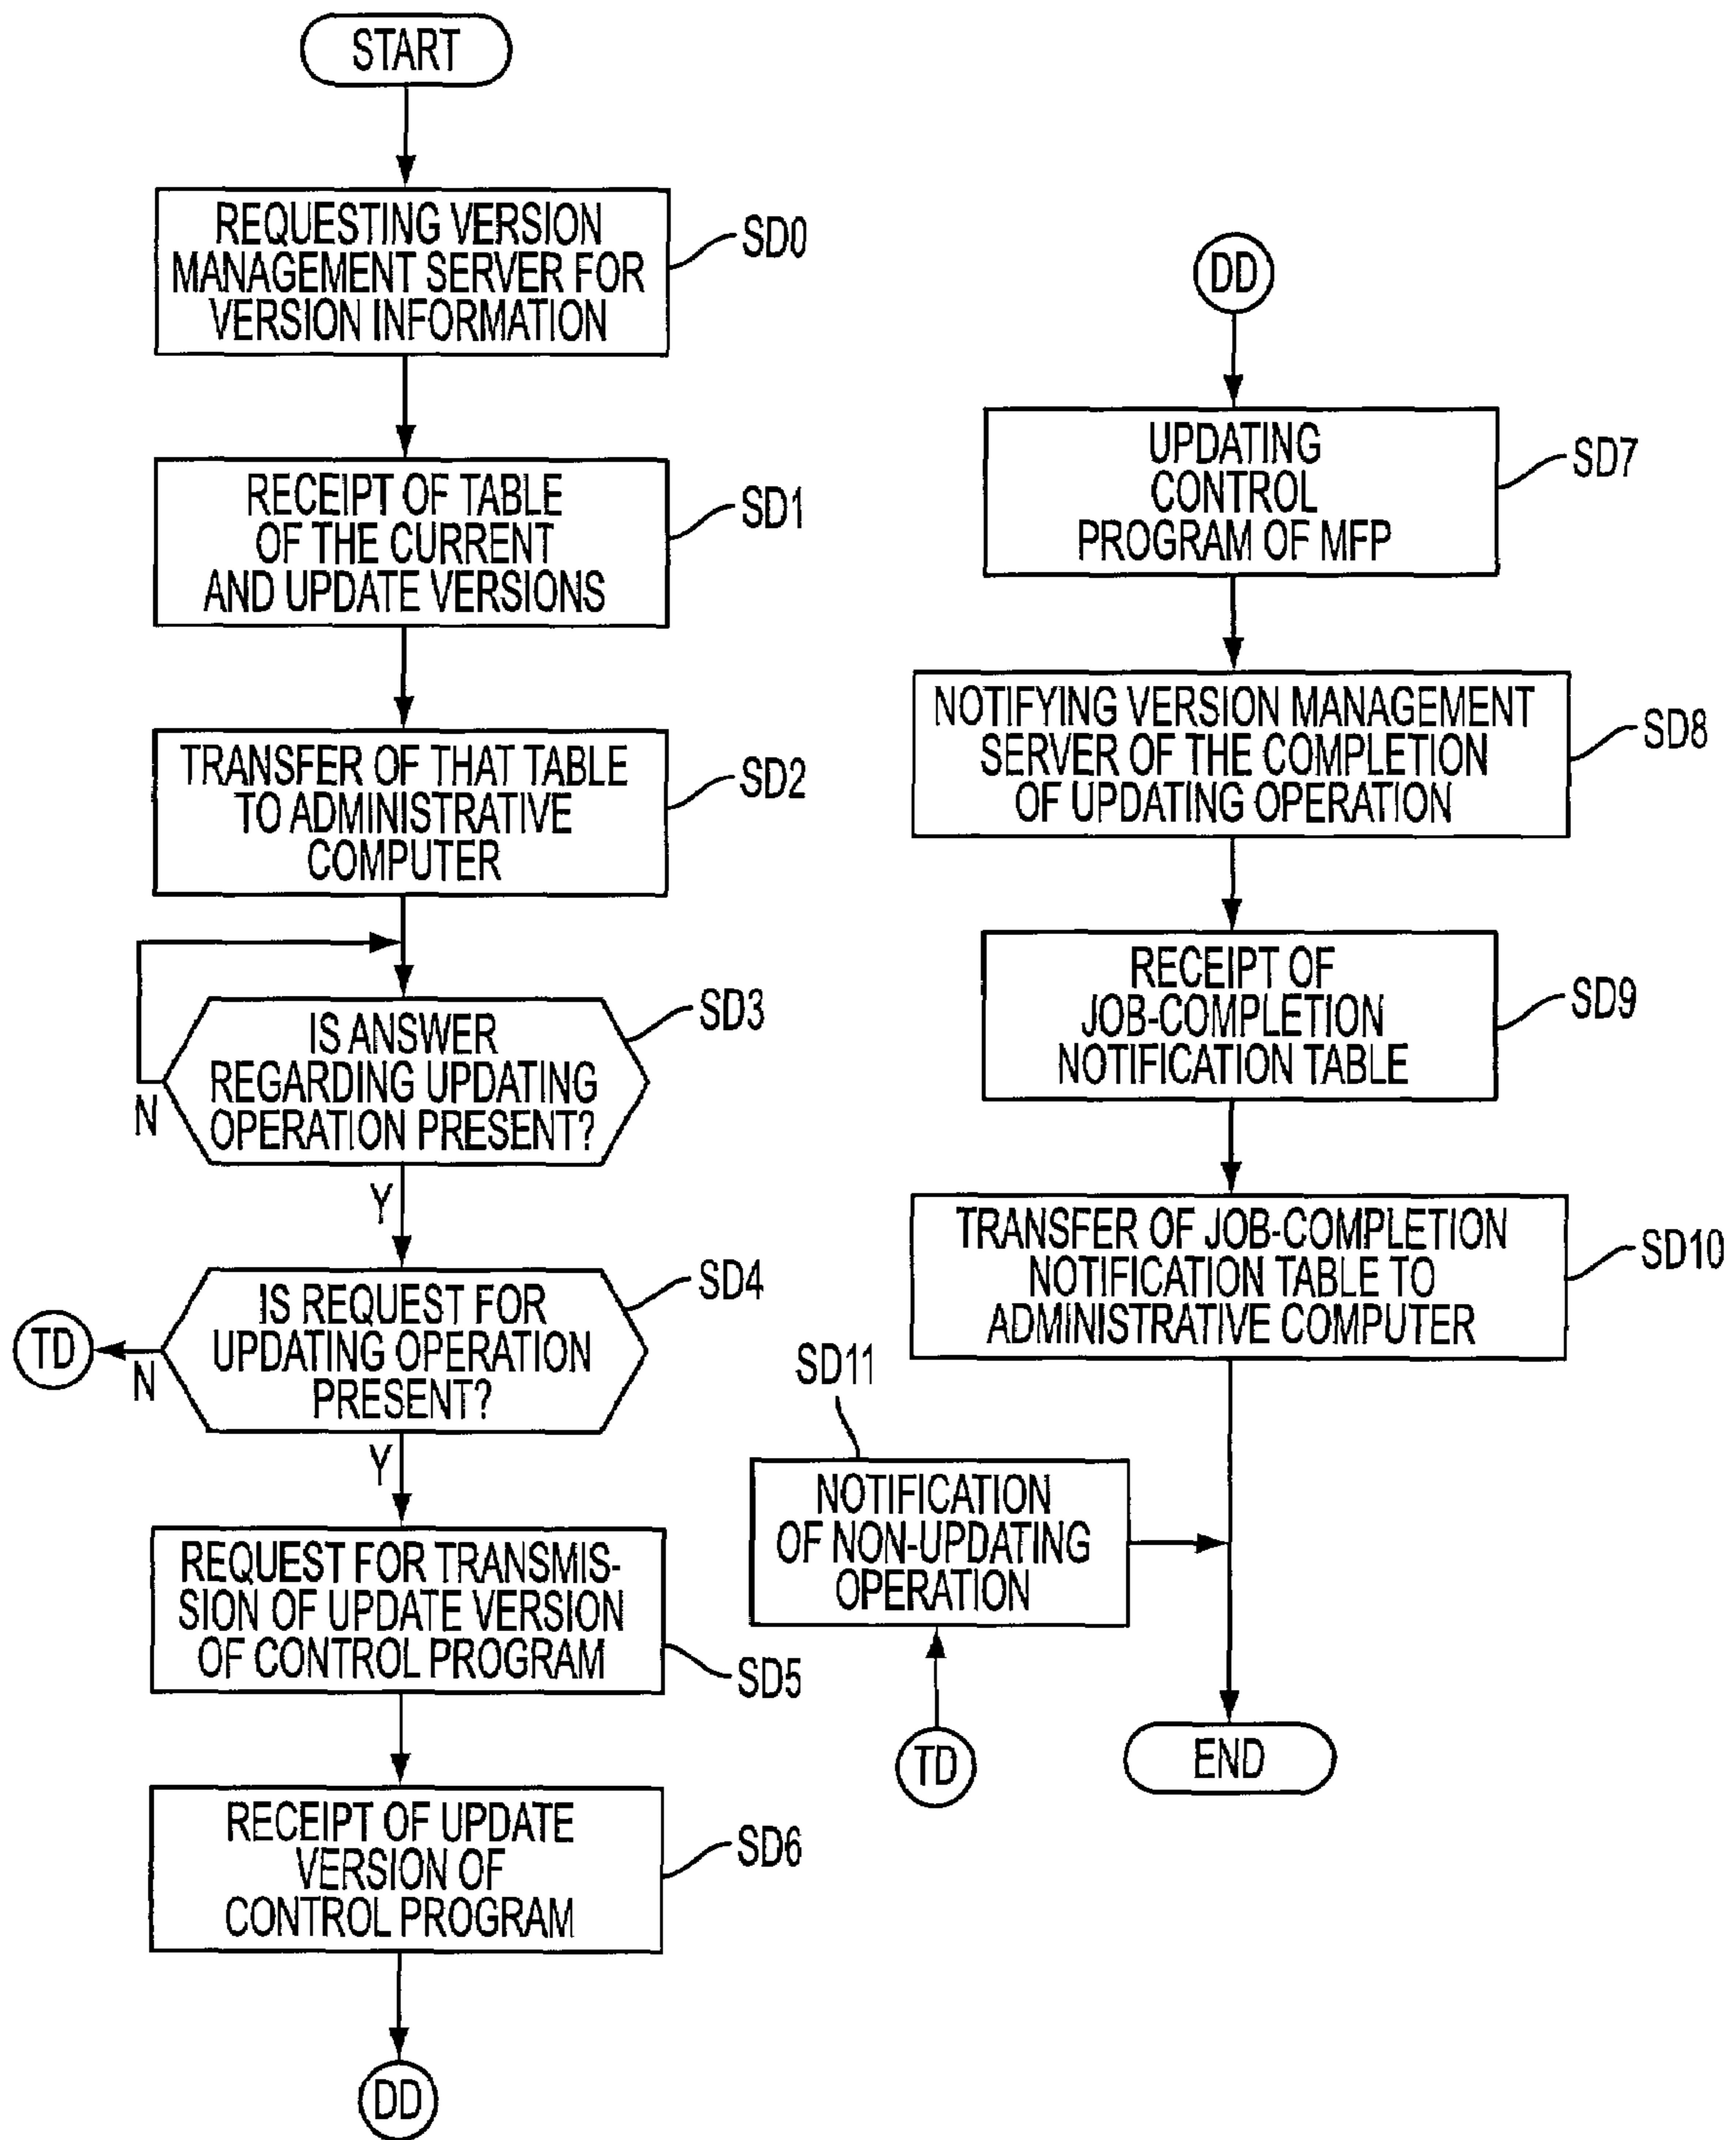 START
REQUESTING VERSION
MANAGEMENT SERVER FOR
VERSION INFORMATION
SD0
RECEIPT OF TABLE
OF THE CURRENT
AND UPDATE VERSIONS
SD1
TRANSFER OF THAT TABLE
TO ADMINISTRATIVE
COMPUTER
SD2
IS ANSWER
REGARDING UPDATING
OPERATION PRESENT?
SD3
N
Y
IS REQUEST FOR
UPDATING OPERATION
PRESENT?
SD4
TD
N
Y
REQUEST FOR TRANSMIS-
SION OF UPDATE VERSION
OF CONTROL PROGRAM
SD5
RECEIPT OF UPDATE
VERSION OF
CONTROL PROGRAM
SD6
DD
DD
UPDATING
CONTROL
PROGRAM OF MFP
SD7
NOTIFYING VERSION MANAGEMENT
SERVER OF THE COMPLETION
OF UPDATING OPERATION
SD8
RECEIPT OF
JOB-COMPLETION
NOTIFICATION TABLE
SD9
TRANSFER OF JOB-COMPLETION
NOTIFICATION TABLE TO
ADMINISTRATIVE COMPUTER
SD10
SD11
NOTIFICATION
OF NON-UPDATING
OPERATION
TD
END